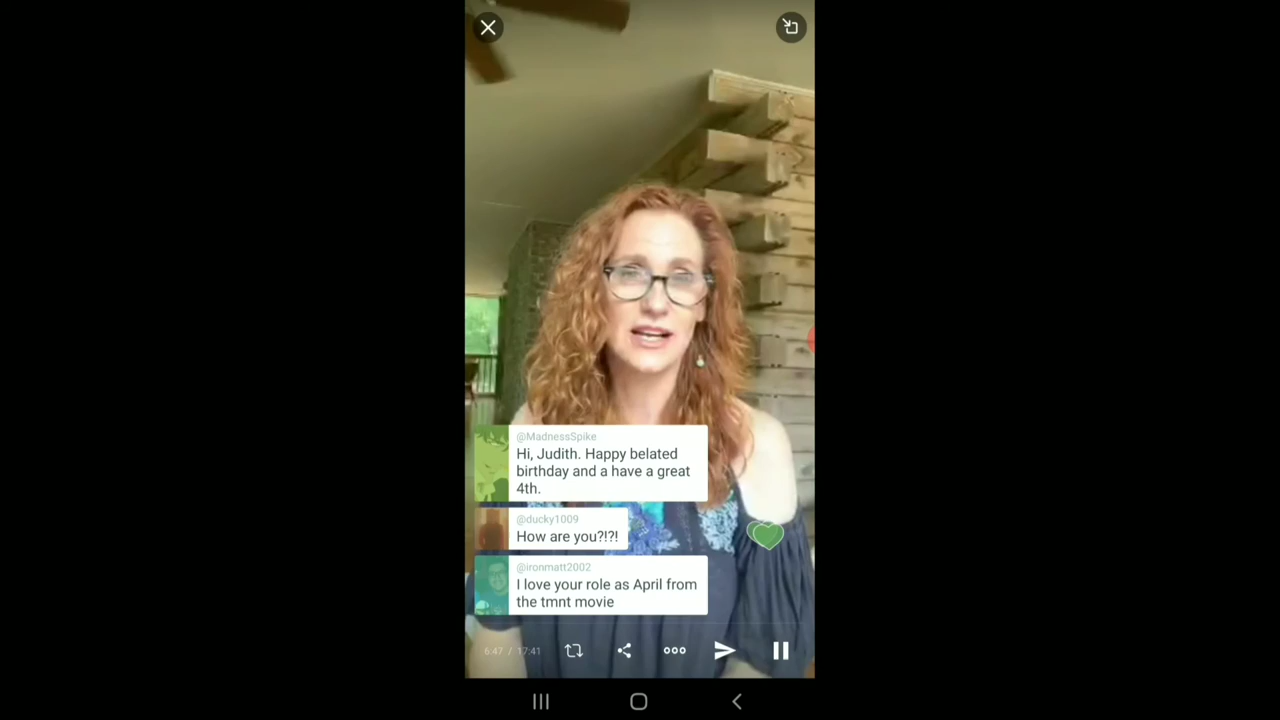 @MadnessSpike
Hi, Judith. Happy belated
birthday and a have a great
4th.
@ducky1009
How are you?!?!
@ironmatt2002
I love your role as April from
the tmnt movie
6:47 / 17:41